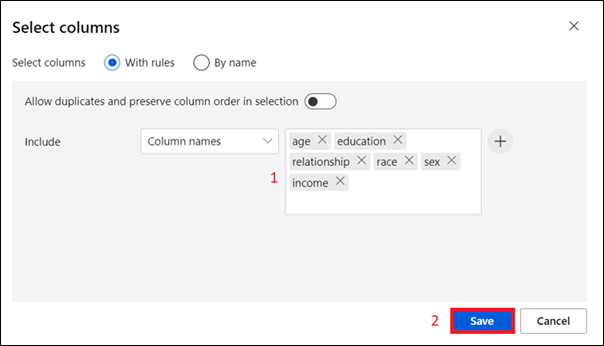 Select columns
Select columns With rules By name
Allow duplicates and preserve column order in selection
Include Column names age education
relationship race sex
1
income
2 Save Cancel